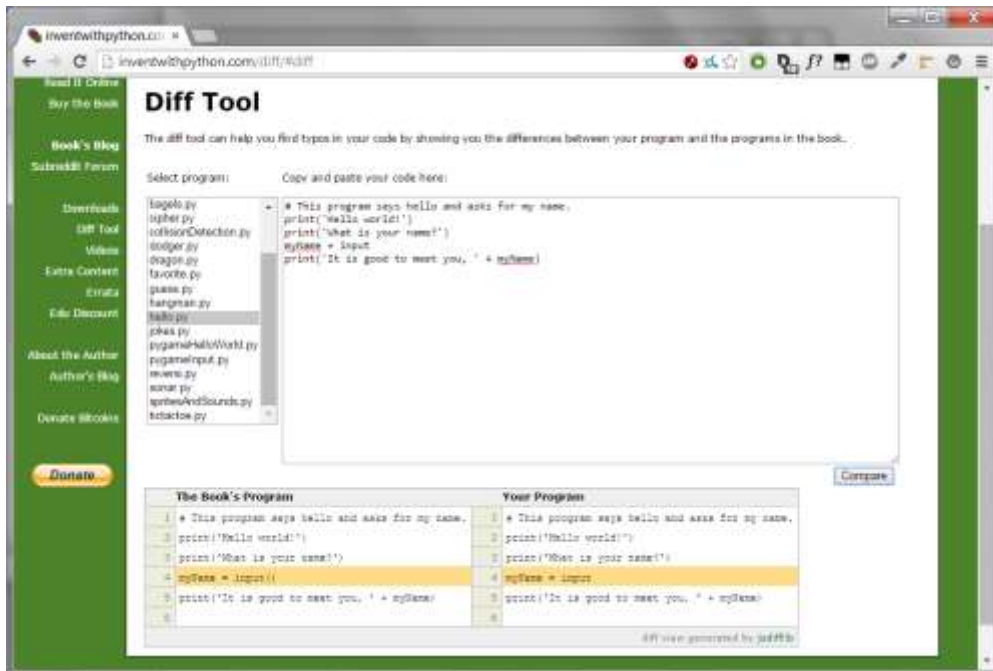 inventwithpython.co
inventwithpython.com/diff/#diff
Read It Online
Buy the Book
Book's Blog
Subreddit Forum
Downloads
Diff Tool
Videos
Extra Content
Errata
Edu Discount
About the Author
Author's Blog
Donate Bitcoins
Donate
Diff Tool
The diff tool can help you find typos in your code by showing you the differences between your program and the programs in the book.
Select program:
Copy and paste your code here:
bagels.py
cipher.py
collisionDetection.py
dodger.py
dragon.py
favorite.py
guess.py
hangman.py
hello.py
jokes.py
pygameHelloWorld.py
pygameInput.py
reversi.py
sonar.py
spritesAndSounds.py
tictactoe.py
# This program says hello and asks for my name.
print('Hello world!')
print('What is your name?')
myName = input
print('It is good to meet you, ' + myName)
Compare
The Book's Program
Your Program
1 # This program says hello and asks for my name.
1 # This program says hello and asks for my name.
2 print('Hello world!')
2 print('Hello world!')
3 print('What is your name?')
3 print('What is your name?')
4 myName = input()
4 myName = input
5 print('It is good to meet you, ' + myName)
5 print('It is good to meet you, ' + myName)
6
6
diff view generated by jsdifflib